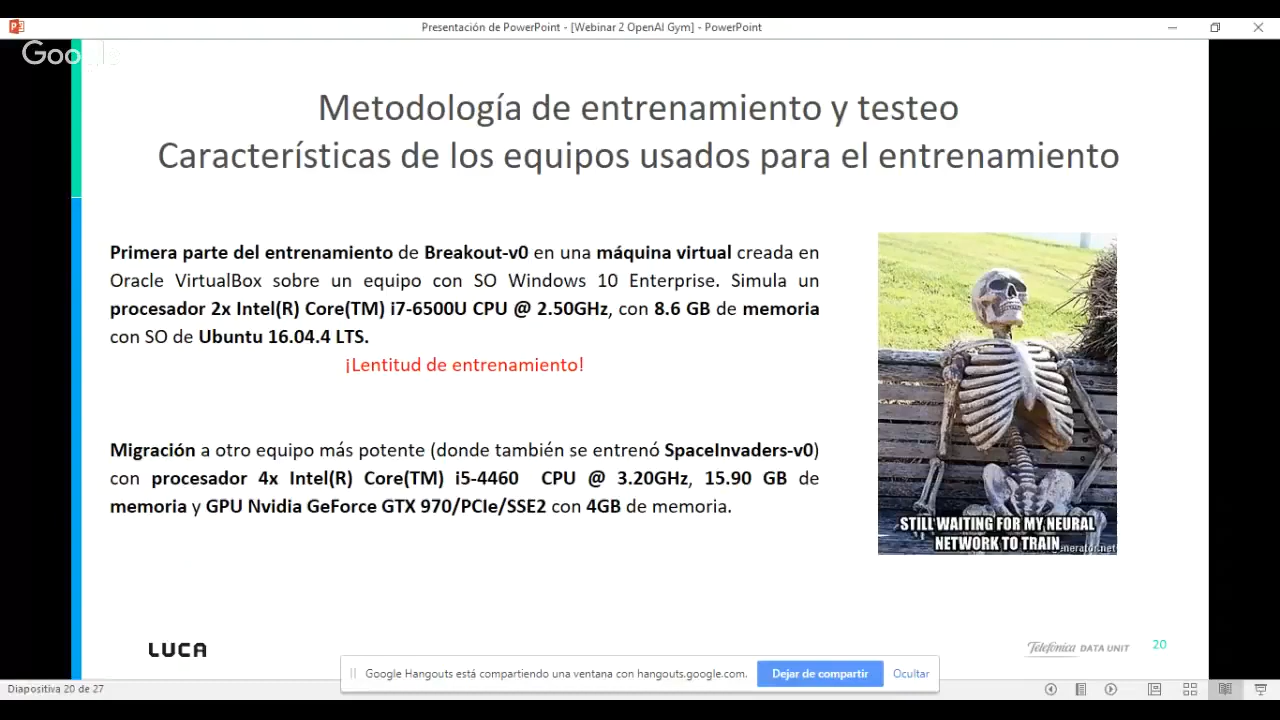 Presentación de PowerPoint - [Webinar 2 OpenAI Gym] - PowerPoint
Google
Metodología de entrenamiento y testeo
Características de los equipos usados para el entrenamiento
Primera parte del entrenamiento de Breakout-v0 en una máquina virtual creada en
Oracle VirtualBox sobre un equipo con SO Windows 10 Enterprise. Simula un
procesador 2x Intel(R) Core(TM) i7-6500U CPU @ 2.50GHz, con 8.6 GB de memoria
con SO de Ubuntu 16.04.4 LTS.
¡Lentitud de entrenamiento!
Migración a otro equipo más potente (donde también se entrenó SpaceInvaders-v0)
con procesador 4x Intel(R) Core(TM) i5-4460 CPU @ 3.20GHz, 15.90 GB de
memoria y GPU Nvidia GeForce GTX 970/PCIe/SSE2 con 4GB de memoria.
STILL WAITING FOR MY NEURAL
NETWORK TO TRAIN
enerator.net
LUCA
Telefónica DATA UNIT
20
Google Hangouts está compartiendo una ventana con hangouts.google.com.
Dejar de compartir
Ocultar
Diapositiva 20 de 27